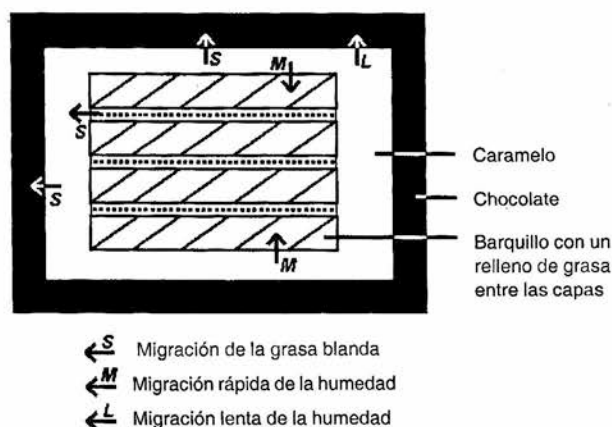 S
L
M
S
S
M
Caramelo
Chocolate
Barquillo con un
relleno de grasa
entre las capas
S Migración de la grasa blanda
M Migración rápida de la humedad
L Migración lenta de la humedad